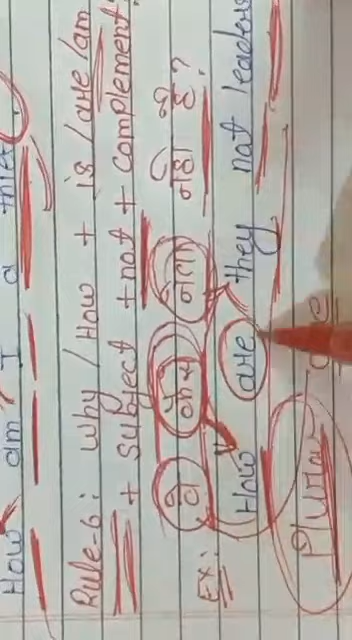 How am I a thief
Rule-6: Why/How + is/are/am
+ subject + not + complement
Ex: वे कैसे नेता नहीं है?
How are they not leaders
Plural